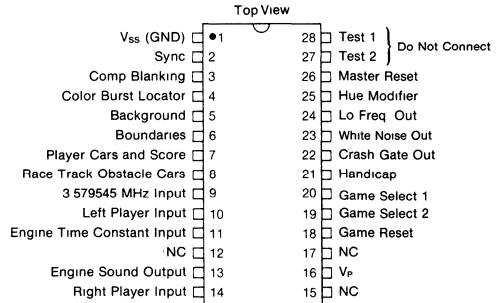 Top View
VSS (GND) 1 28 Test 1
Sync 2 27 Test 2
Do Not Connect
Comp Blanking 3 26 Master Reset
Color Burst Locator 4 25 Hue Modifier
Background 5 24 Lo Freq Out
Boundaries 6 23 White Noise Out
Player Cars and Score 7 22 Crash Gate Out
Race Track Obstacle Cars 8 21 Handicap
3 579545 MHz Input 9 20 Game Select 1
Left Player Input 10 19 Game Select 2
Engine Time Constant Input 11 18 Game Reset
NC 12 17 NC
Engine Sound Output 13 16 VP
Right Player Input 14 15 NC